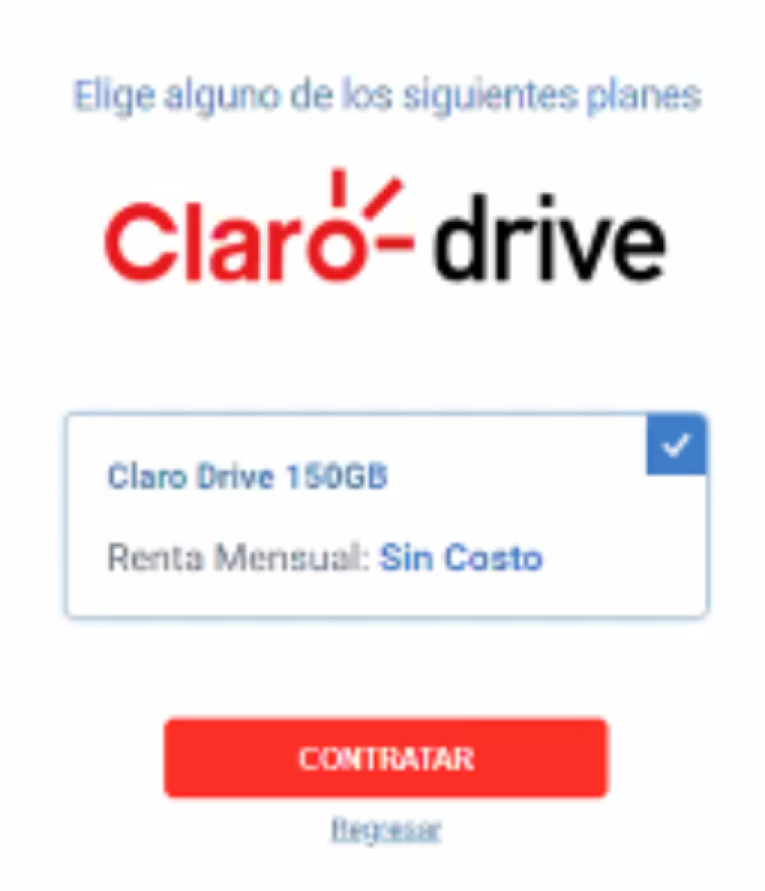 Elige alguno de los siguientes planes
Claro drive
Claro Drive 150GB
Renta Mensual: Sin Costo
CONTRATAR
Regresar